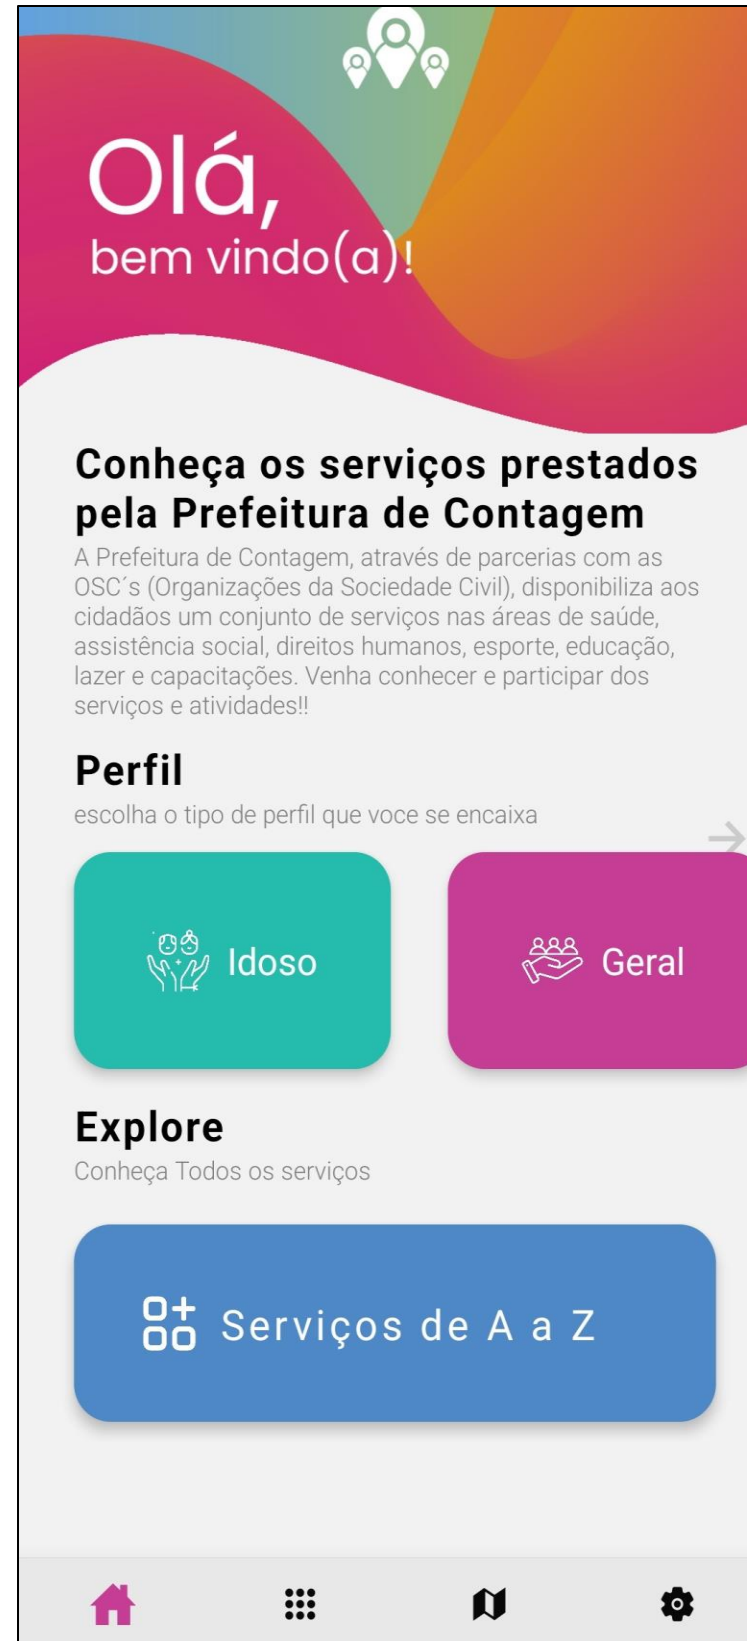 Olá,
bem vindo(a)!
Conheça os serviços prestados
pela Prefeitura de Contagem
A Prefeitura de Contagem, através de parcerias com as
OSC´s (Organizações da Sociedade Civil), disponibiliza aos
cidadãos um conjunto de serviços nas áreas de saúde,
assistência social, direitos humanos, esporte, educação,
lazer e capacitações. Venha conhecer e participar dos
serviços e atividades!!
Perfil
escolha o tipo de perfil que voce se encaixa
Idoso
Geral
Explore
Conheça Todos os serviços
Serviços de A a Z